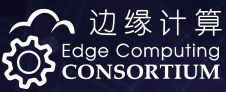 边缘计算
Edge Computing
CONSORTIUM